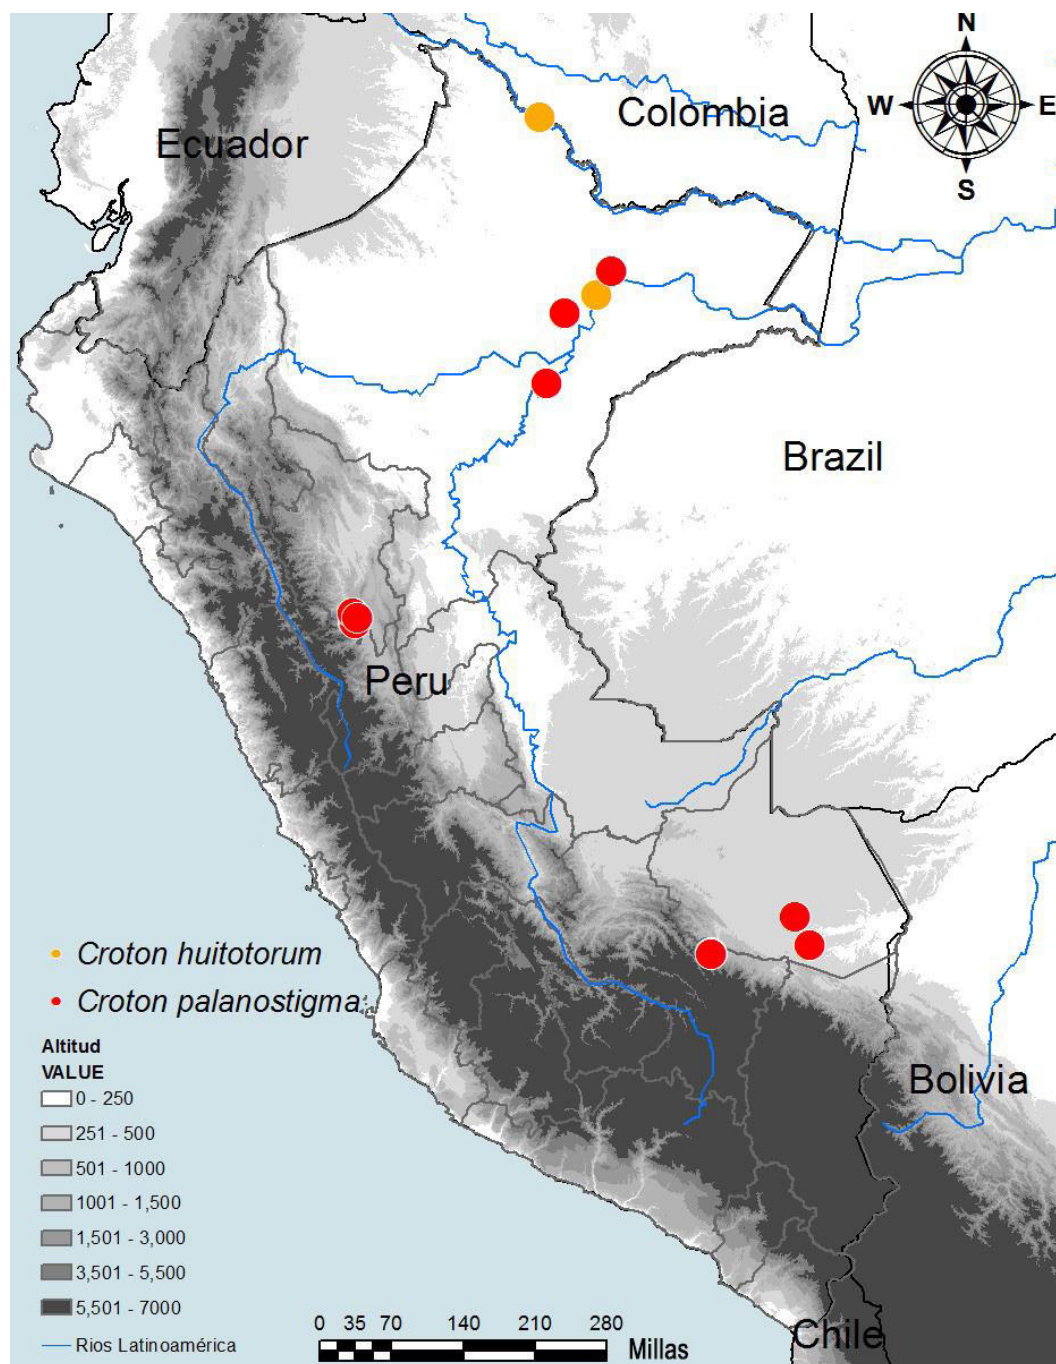 N
W E
S
Colombia
Ecuador
Brazil
Peru
Bolivia
Chile
Croton huitotorum
Croton palanostigma
Altitud
VALUE
0 - 250
251 - 500
501 - 1000
1001 - 1,500
1,501 - 3,000
3,501 - 5,500
5,501 - 7000
Rios Latinoamérica
0 35 70 140 210 280
Millas